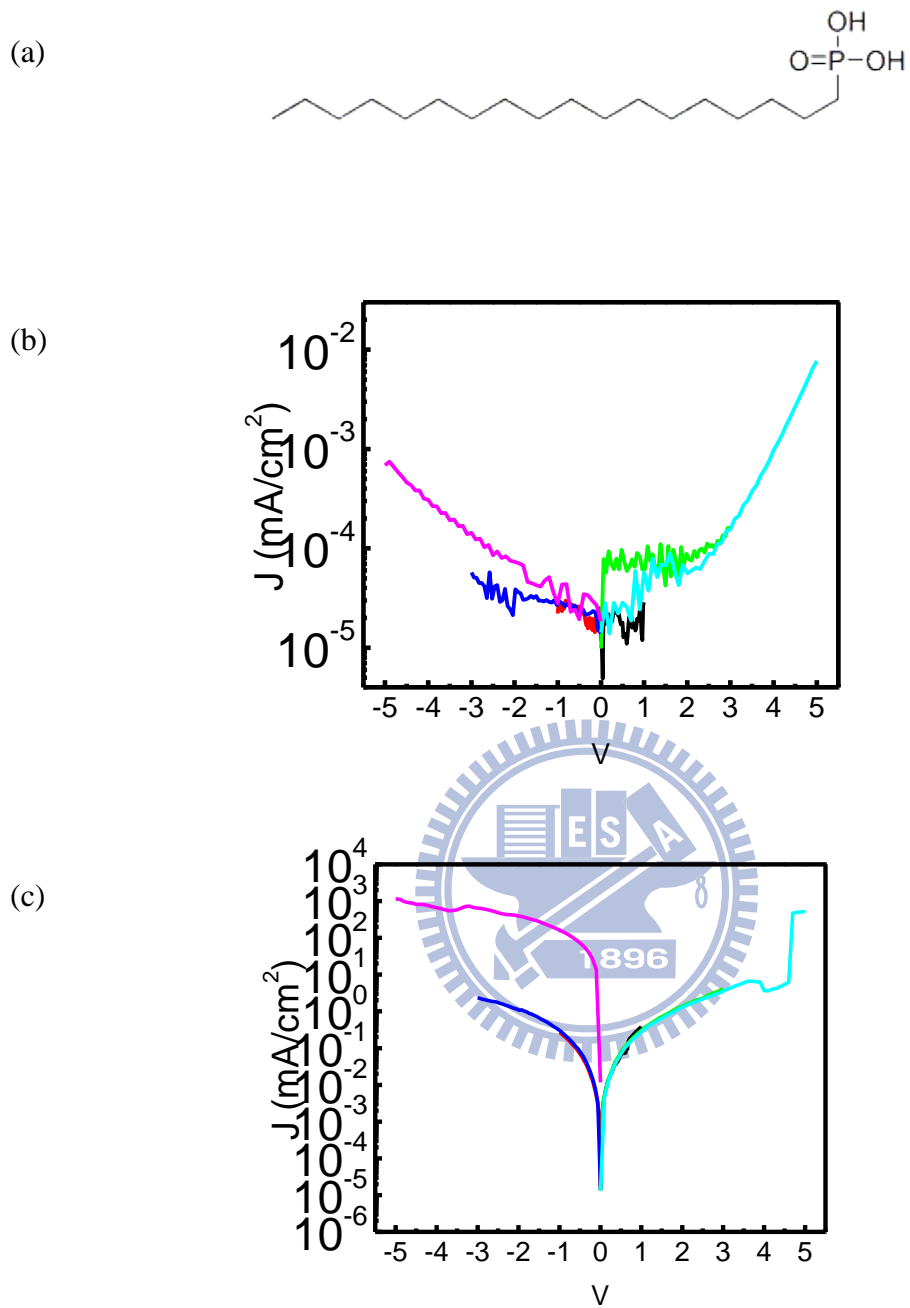 (a)
OH
O=P-OH
(b)
J (mA/cm²)
10⁻²
10⁻³
10⁻⁴
10⁻⁵
-5 -4 -3 -2 -1 0 1 2 3 4 5
V
E S A
1896
(c)
J (mA/cm²)
10⁴
10³
10²
10¹
10⁰
10⁻¹
10⁻²
10⁻³
10⁻⁴
10⁻⁵
10⁻⁶
-5 -4 -3 -2 -1 0 1 2 3 4 5
V